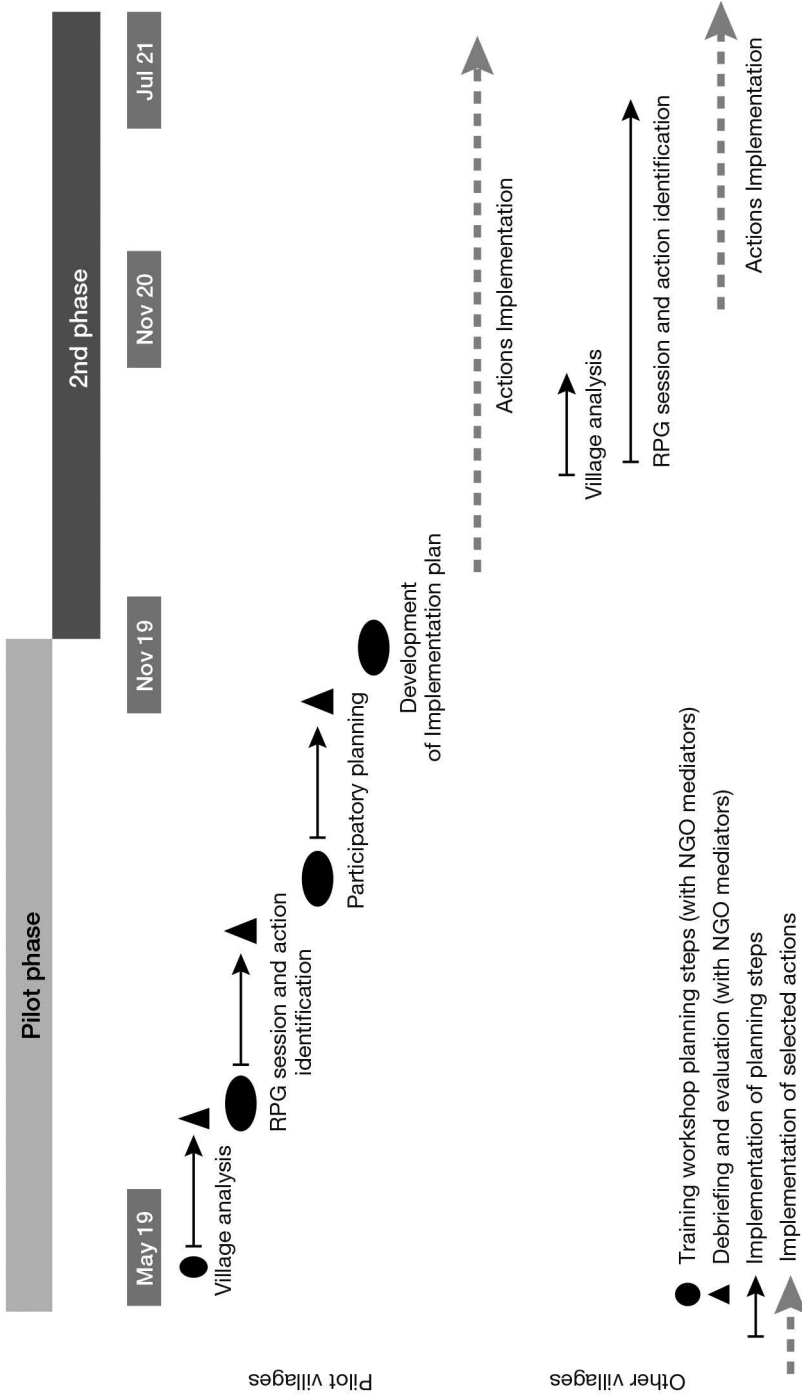 Pilot phase
2nd phase
May 19
Nov 19
Nov 20
Jul 21
Pilot villages
Village analysis
RPG session and action
identification
Participatory planning
Development
of Implementation plan
Actions Implementation
Other villages
Village analysis
RPG session and action identification
Actions Implementation
Training workshop planning steps (with NGO mediators)
Debriefing and evaluation (with NGO mediators)
Implementation of planning steps
Implementation of selected actions